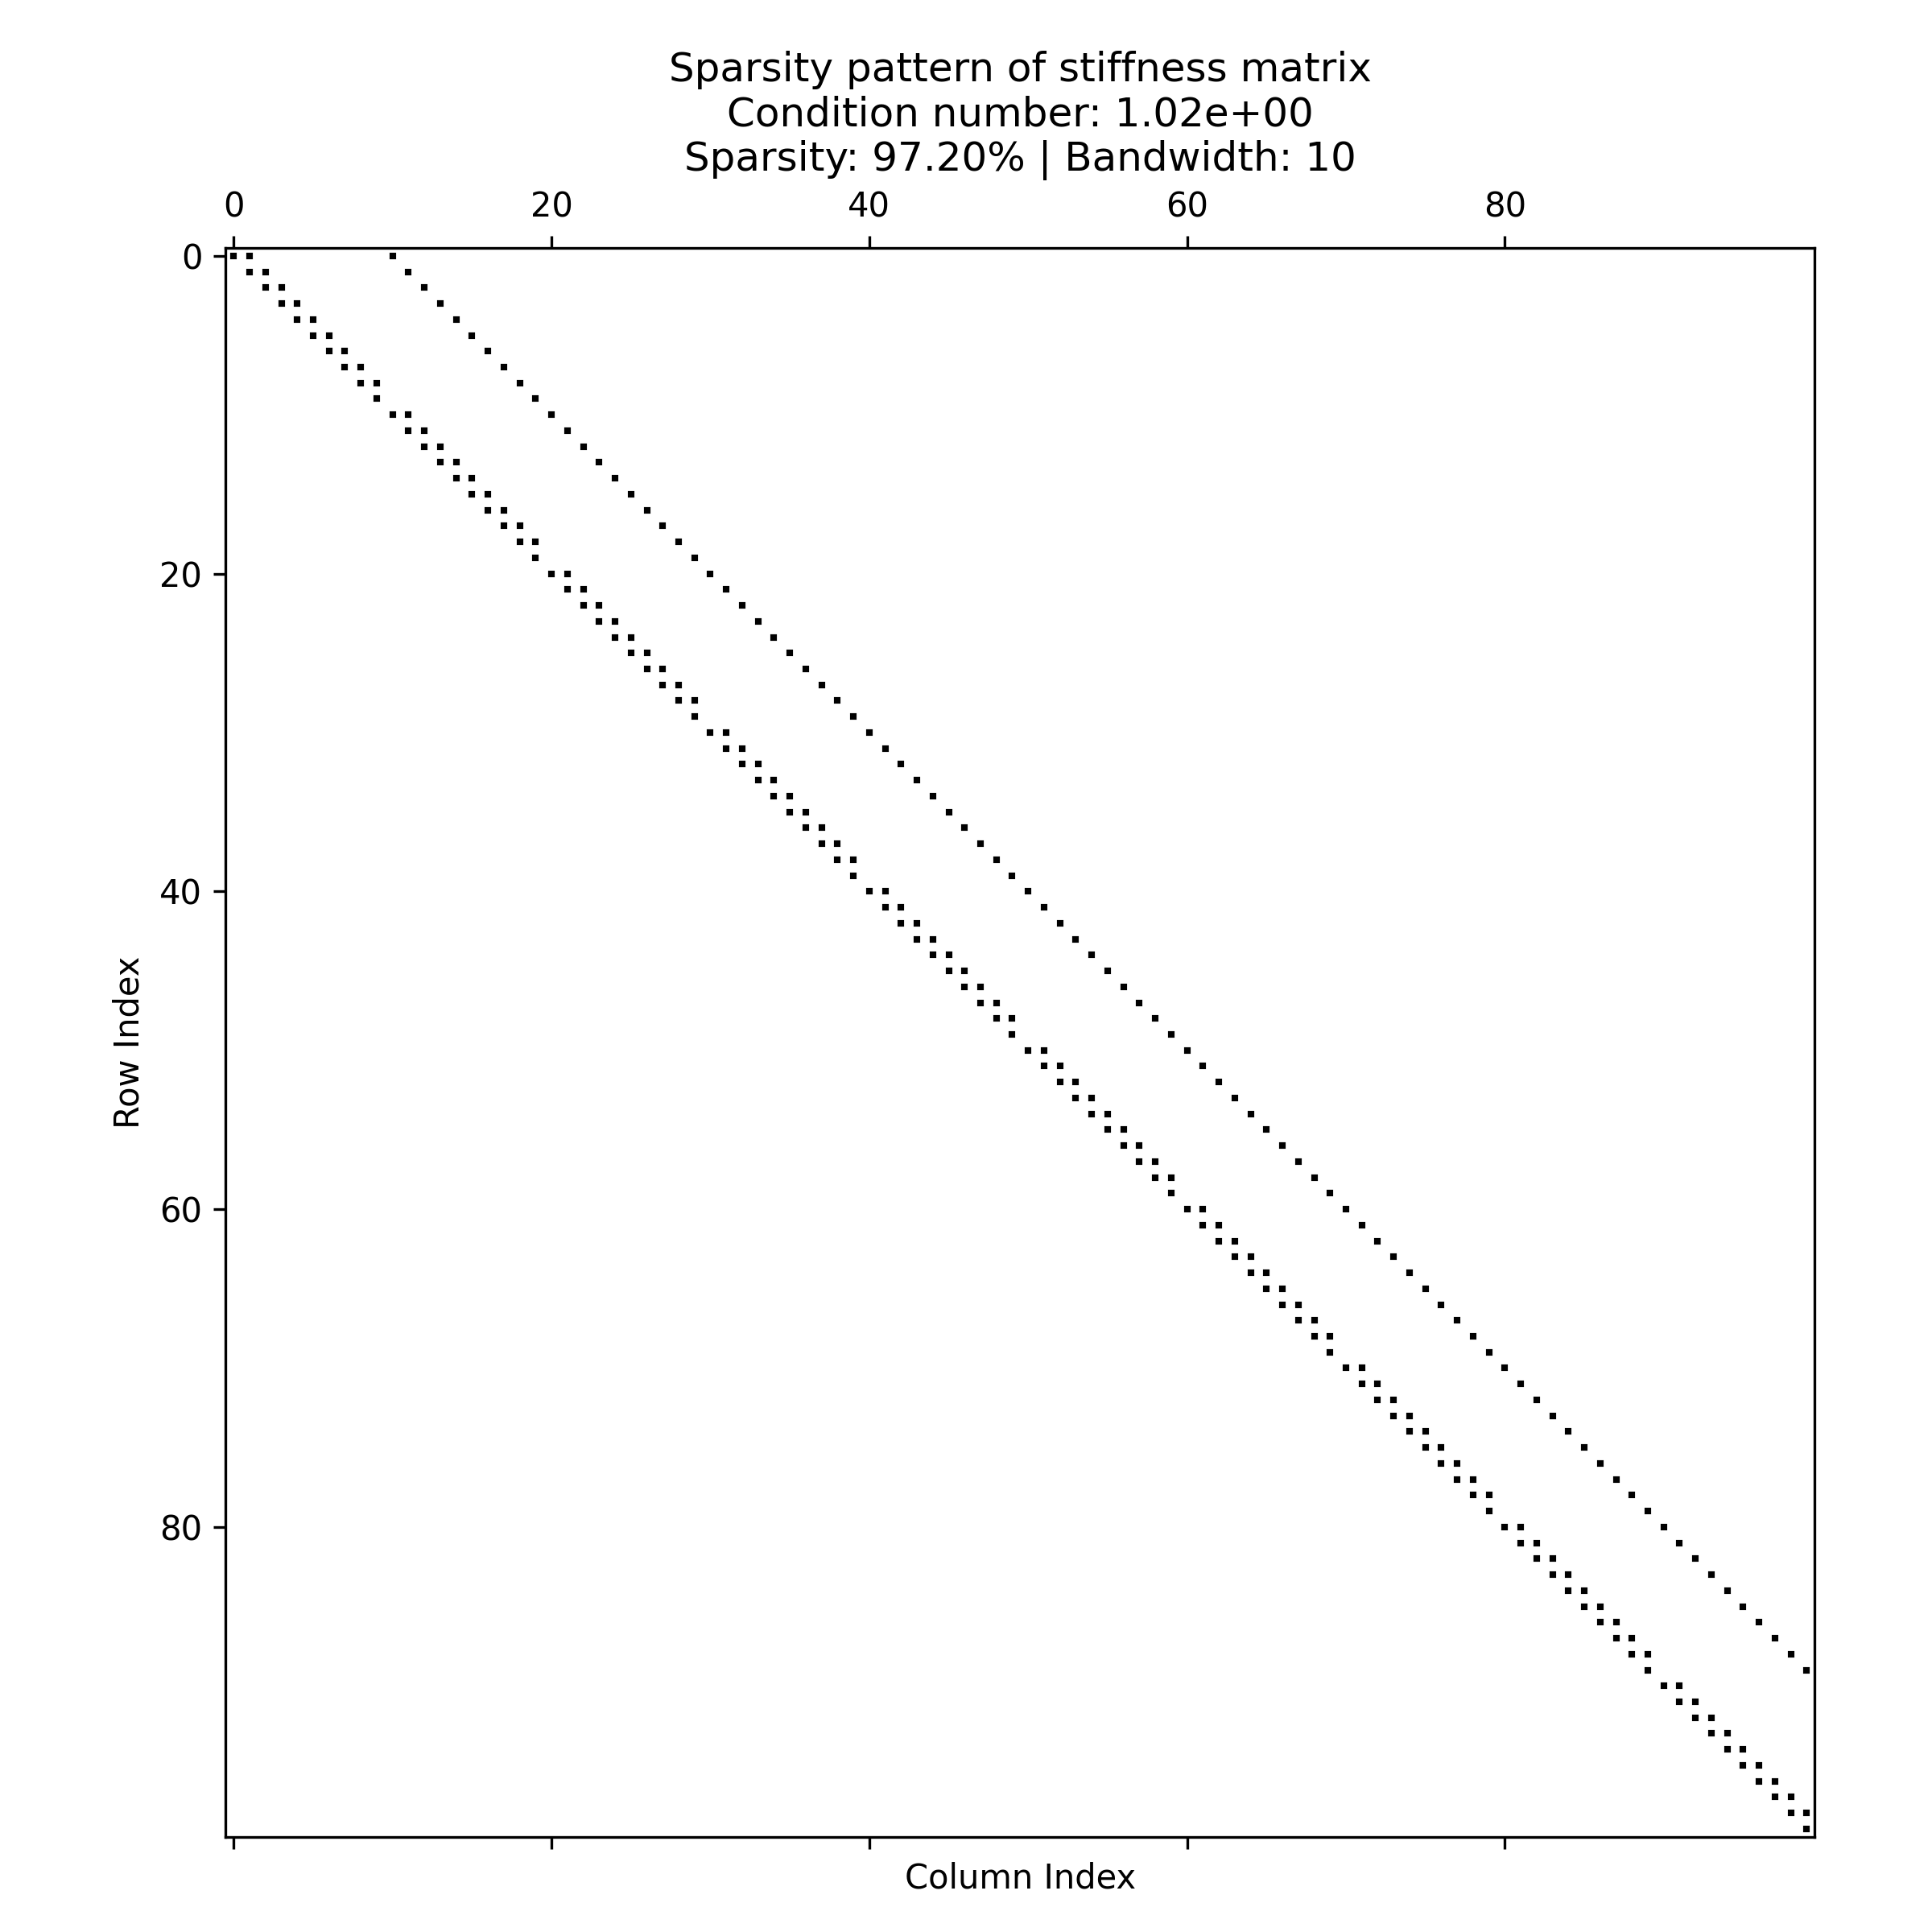 Sparsity pattern of stiffness matrix
Condition number: 1.02e+00
Sparsity: 97.20% | Bandwidth: 10
0 20 40 60 80
0
20
40
60
80
Row Index
Column Index